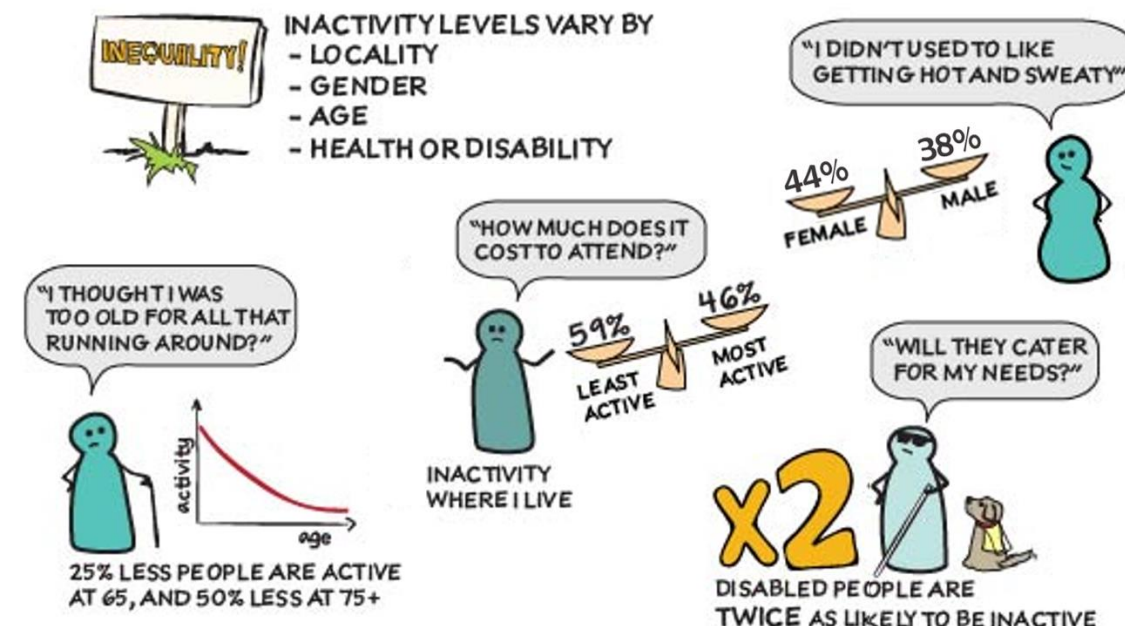 INEQUILITY!
INACTIVITY LEVELS VARY BY
- LOCALITY
- GENDER
- AGE
- HEALTH OR DISABILITY
"I DIDN'T USED TO LIKE
GETTING HOT AND SWEATY"
44%
38%
FEMALE
MALE
"HOW MUCH DOES IT
COST TO ATTEND?"
59%
46%
LEAST
ACTIVE
MOST
ACTIVE
INACTIVITY
WHERE I LIVE
"I THOUGHT I WAS
TOO OLD FOR ALL THAT
RUNNING AROUND?"
activity
age
25% LESS PEOPLE ARE ACTIVE
AT 65, AND 50% LESS AT 75+
"WILL THEY CATER
FOR MY NEEDS?"
X2
DISABLED PEOPLE ARE
TWICE AS LIKELY TO BE INACTIVE